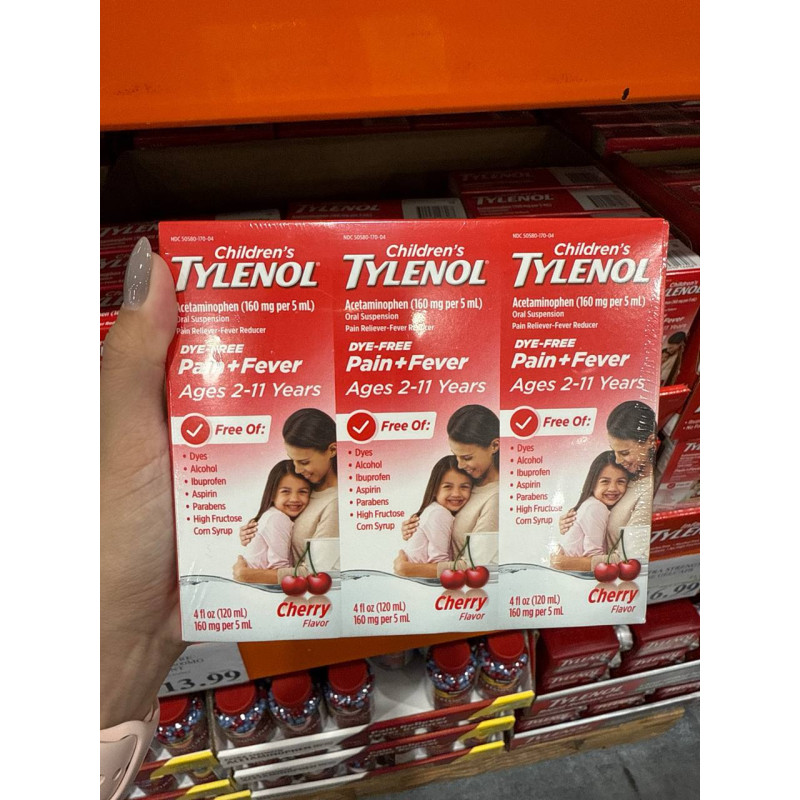 TYLENOL
TYLENOL
TYLENOL
NDC 50580-170-04
Children's
TYLENOL®
Acetaminophen (160 mg per 5 mL)
Oral Suspension
Pain Reliever-Fever Reducer
DYE-FREE
Pain+Fever
Ages 2-11 Years
Free Of:
• Dyes
• Alcohol
• Ibuprofen
• Aspirin
• Parabens
• High Fructose
Corn Syrup
4 fl oz (120 mL)
160 mg per 5 mL
Cherry
Flavor
NDC 50580-170-04
Children's
TYLENOL®
Acetaminophen (160 mg per 5 mL)
Oral Suspension
Pain Reliever-Fever Reducer
DYE-FREE
Pain+Fever
Ages 2-11 Years
Free Of:
• Dyes
• Alcohol
• Ibuprofen
• Aspirin
• Parabens
• High Fructose
Corn Syrup
4 fl oz (120 mL)
160 mg per 5 mL
Cherry
Flavor
NDC 50580-170-04
Children's
TYLENOL
Acetaminophen (160 mg per 5 mL)
Oral Suspension
Pain Reliever-Fever Reducer
DYE-FREE
Pain+Fever
Ages 2-11 Years
Free Of:
• Dyes
• Alcohol
• Ibuprofen
• Aspirin
• Parabens
• High Fructose
Corn Syrup
4 fl oz (120 mL)
160 mg per 5 mL
Cherry
Flavor
6.99
13.99
Pain Reliever
TYLENOL
TYLENOL